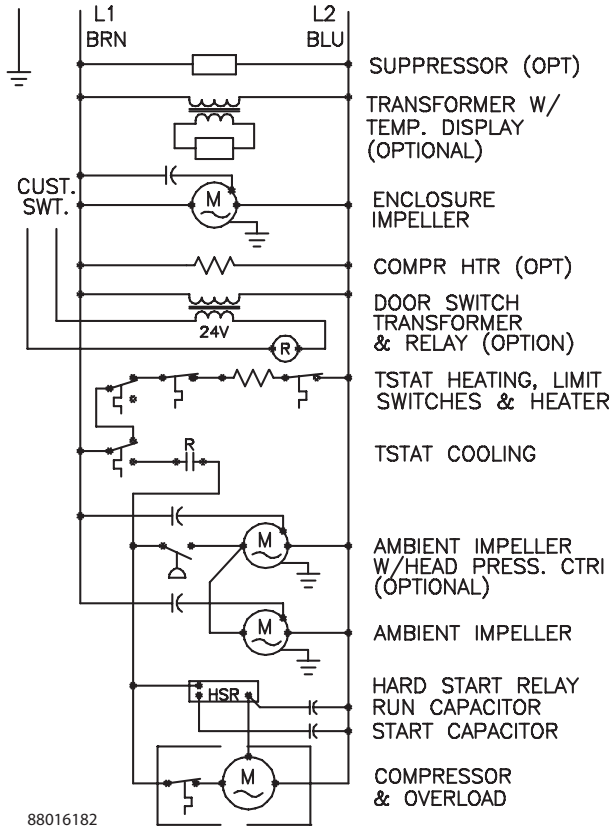 L1 L2
BRN BLU
SUPPRESSOR (OPT)
TRANSFORMER W/
TEMP. DISPLAY
(OPTIONAL)
CUST.
SWT.
M
ENCLOSURE
IMPELLER
COMPR HTR (OPT)
24V
R
DOOR SWITCH
TRANSFORMER
& RELAY (OPTION)
TSTAT HEATING, LIMIT
SWITCHES & HEATER
R
TSTAT COOLING
M
AMBIENT IMPELLER
W/HEAD PRESS. CTRl
(OPTIONAL)
M
AMBIENT IMPELLER
HSR
HARD START RELAY
RUN CAPACITOR
START CAPACITOR
M
COMPRESSOR
& OVERLOAD
88016182